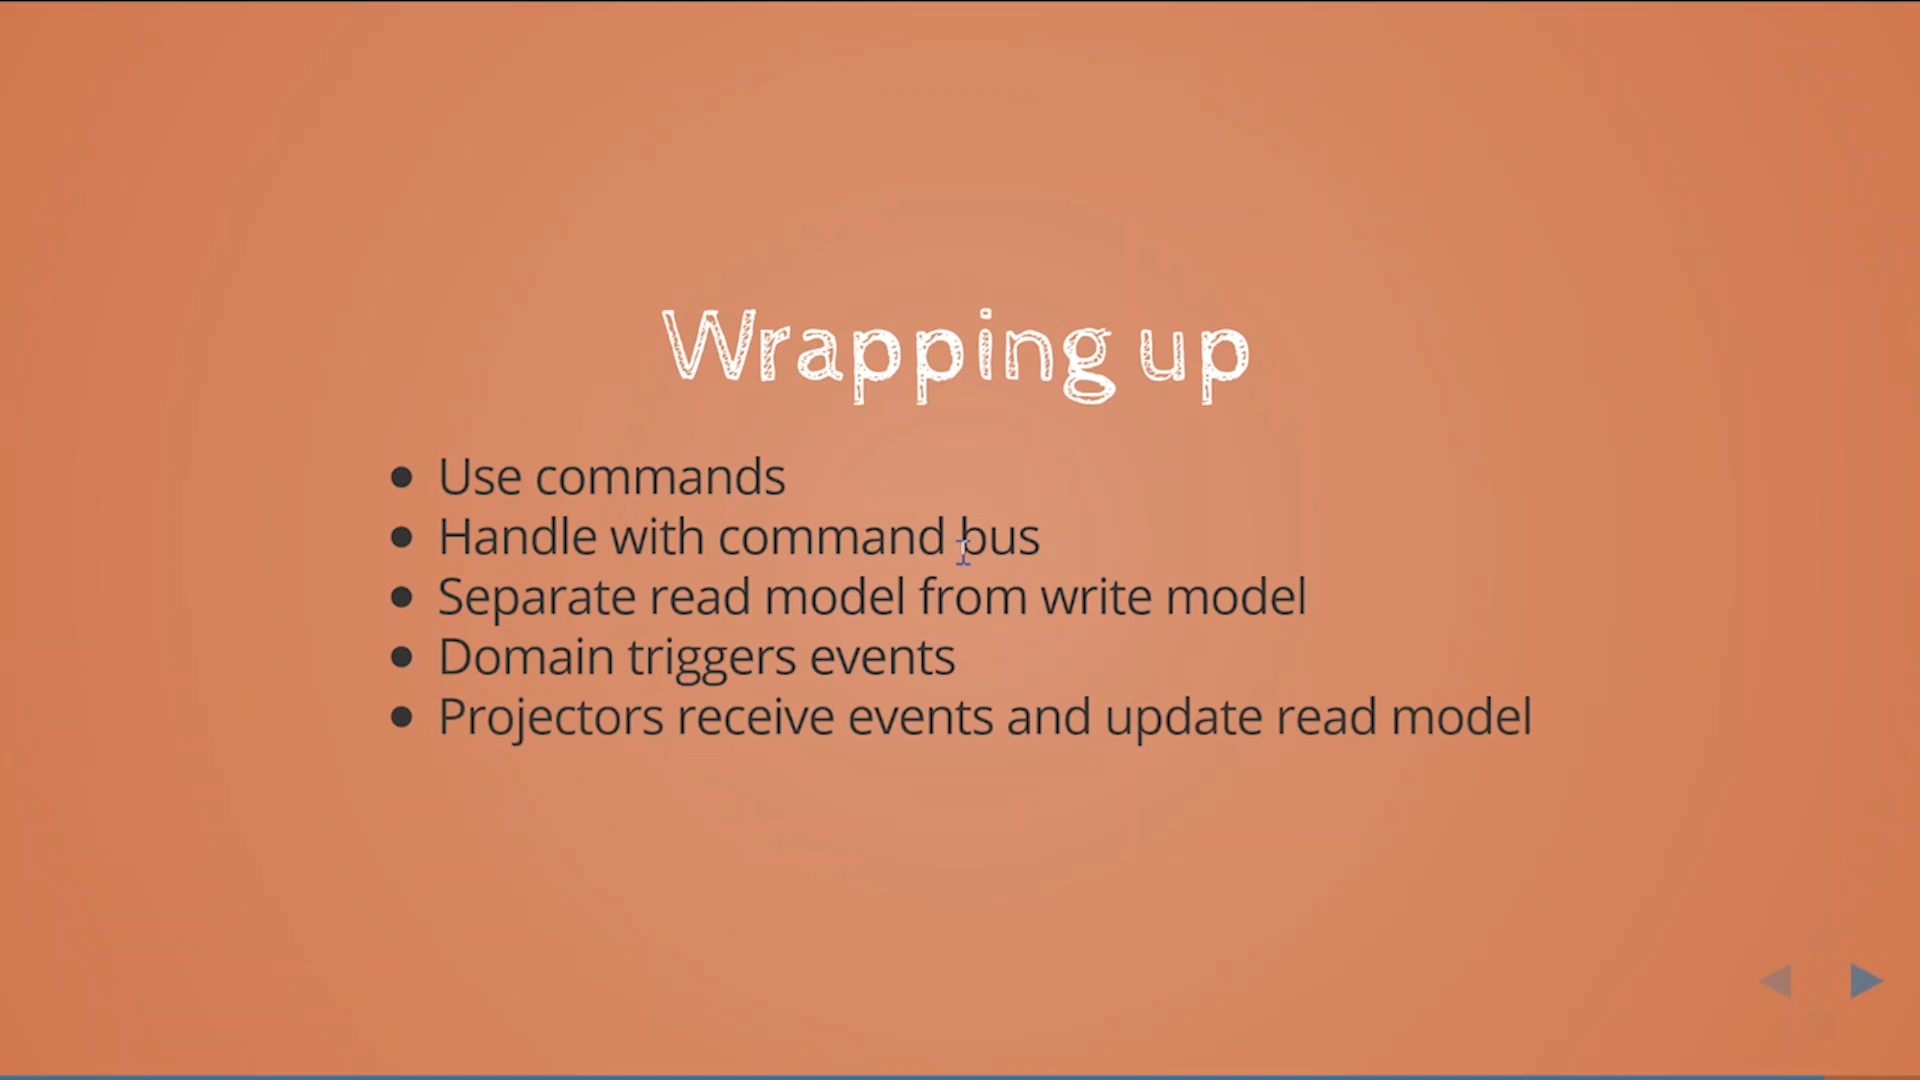 Wrapping up
Use commands
Handle with command bus
Separate read model from write model
Domain triggers events
Projectors receive events and update read model